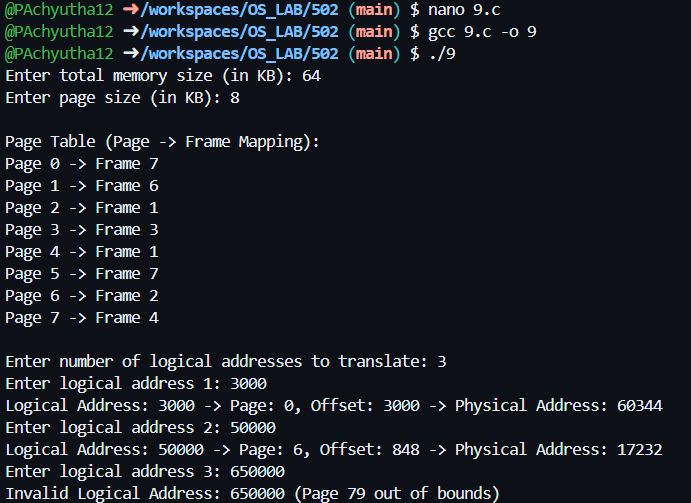 @PAchyutha12 ➜/workspaces/OS_LAB/502 (main) $ nano 9.c
@PAchyutha12 ➜/workspaces/OS_LAB/502 (main) $ gcc 9.c -o 9
@PAchyutha12 ➜/workspaces/OS_LAB/502 (main) $ ./9
Enter total memory size (in KB): 64
Enter page size (in KB): 8
Page Table (Page -> Frame Mapping):
Page 0 -> Frame 7
Page 1 -> Frame 6
Page 2 -> Frame 1
Page 3 -> Frame 3
Page 4 -> Frame 1
Page 5 -> Frame 7
Page 6 -> Frame 2
Page 7 -> Frame 4
Enter number of logical addresses to translate: 3
Enter logical address 1: 3000
Logical Address: 3000 -> Page: 0, Offset: 3000 -> Physical Address: 60344
Enter logical address 2: 50000
Logical Address: 50000 -> Page: 6, Offset: 848 -> Physical Address: 17232
Enter logical address 3: 650000
Invalid Logical Address: 650000 (Page 79 out of bounds)